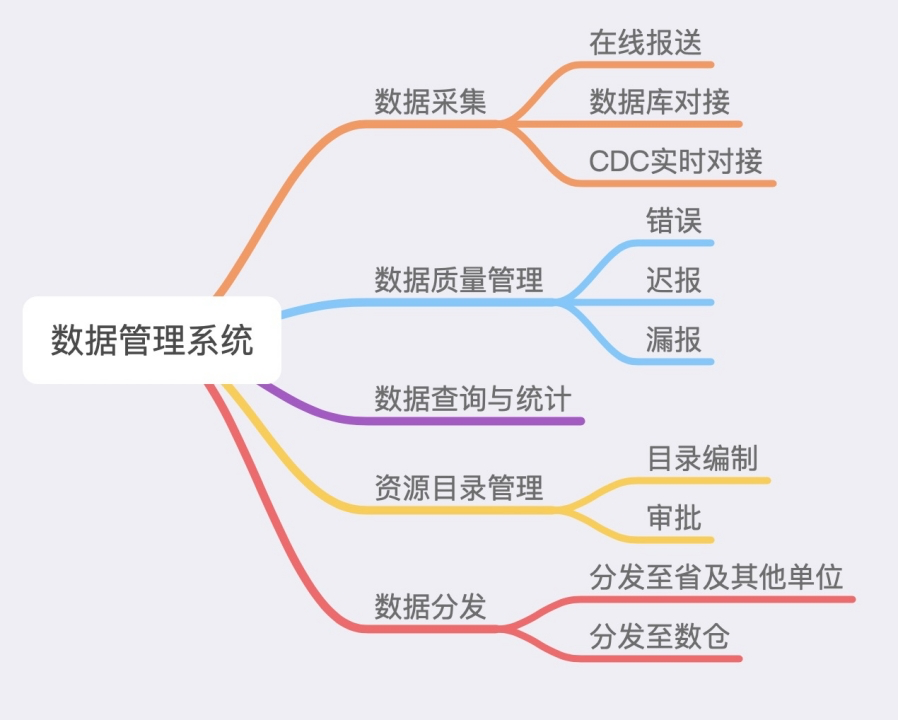 数据管理系统
数据采集
在线报送
数据库对接
CDC实时对接
数据质量管理
错误
迟报
漏报
数据查询与统计
资源目录管理
目录编制
审批
数据分发
分发至省及其他单位
分发至数仓